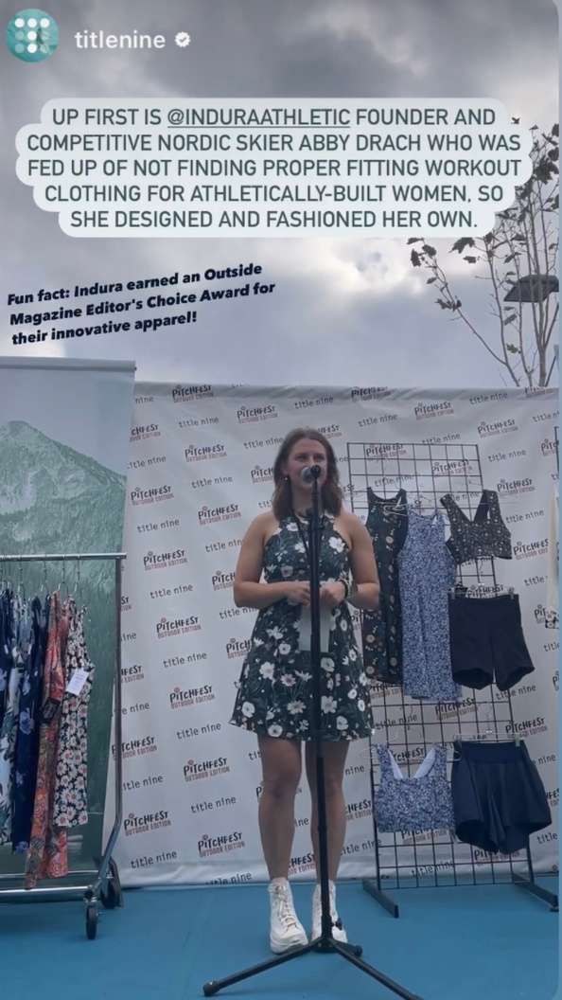 titlenine
UP FIRST IS @INDURAATHLETIC FOUNDER AND
COMPETITIVE NORDIC SKIER ABBY DRACH WHO WAS
FED UP OF NOT FINDING PROPER FITTING WORKOUT
CLOTHING FOR ATHLETICALLY-BUILT WOMEN, SO
SHE DESIGNED AND FASHIONED HER OWN.
Fun fact: Indura earned an Outside
Magazine Editor's Choice Award for
their innovative apparel!
PiTCHFEST
OUTDOOR EDITION
title nine